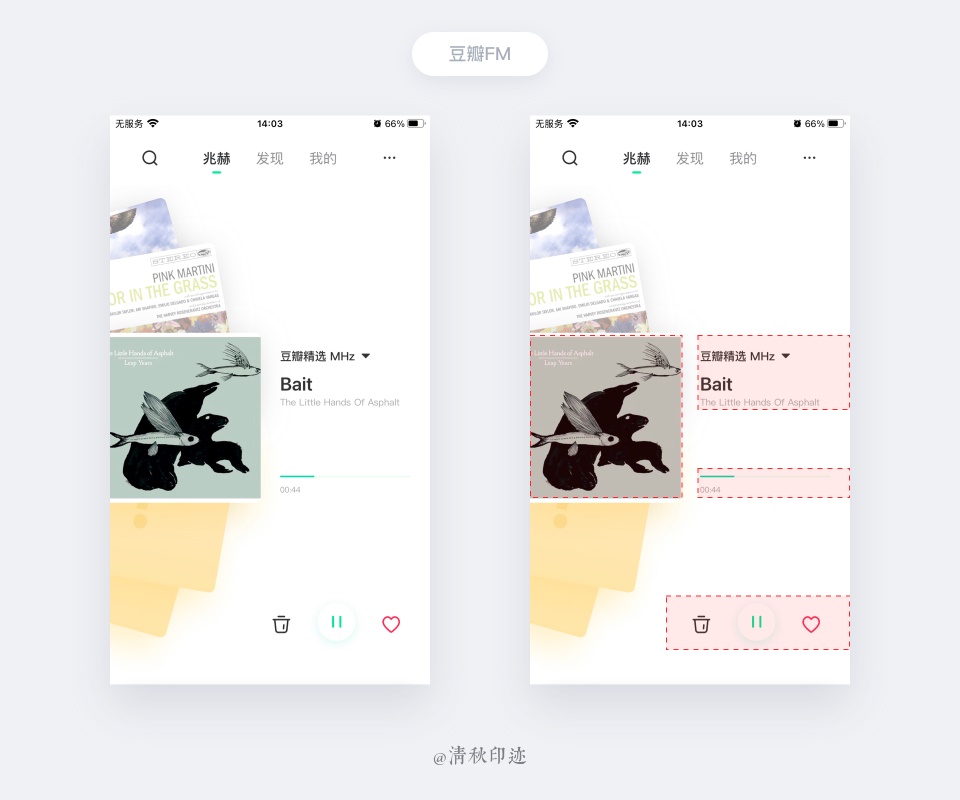 豆瓣FM
无服务 14:03 66%
兆赫 发现 我的
STEREO
PINK MARTINI
OR IN THE GRASS
Little Hands of Asphalt
Leap Years
豆瓣精选 MHz
Bait
The Little Hands Of Asphalt
00:44
无服务 14:03 66%
兆赫 发现 我的
STEREO
PINK MARTINI
OR IN THE GRASS
Little Hands of Asphalt
Leap Years
豆瓣精选 MHz
Bait
The Little Hands Of Asphalt
00:44
@清秋印迹